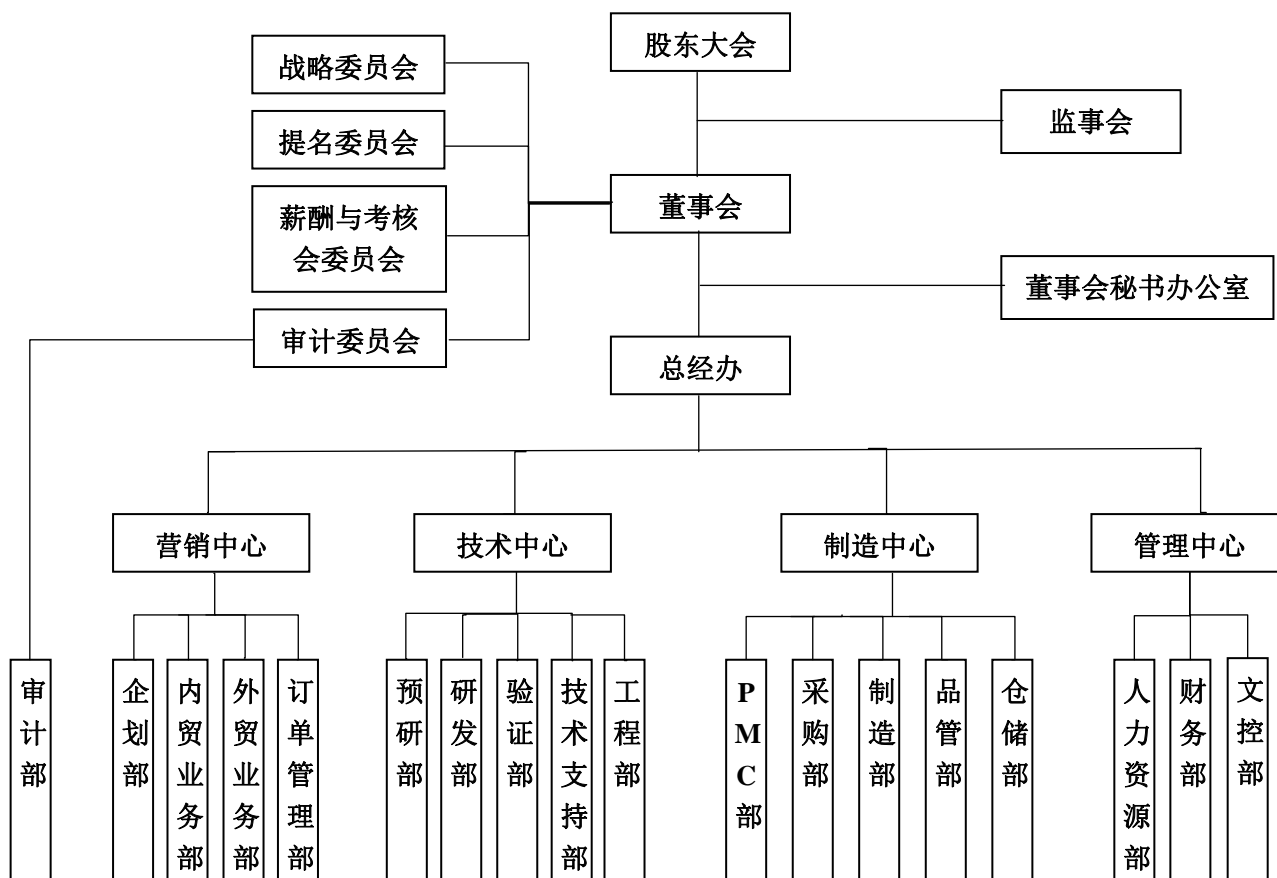 股东大会
战略委员会
监事会
提名委员会
董事会
薪酬与考核
会委员会
董事会秘书办公室
审计委员会
总经办
营销中心
技术中心
制造中心
管理中心
审计部
企划部
内贸业务部
外贸业务部
订单管理部
预研部
研发部
验证部
技术支持部
工程部
PMC部
采购部
制造部
品管部
仓储部
人力资源部
财务部
文控部